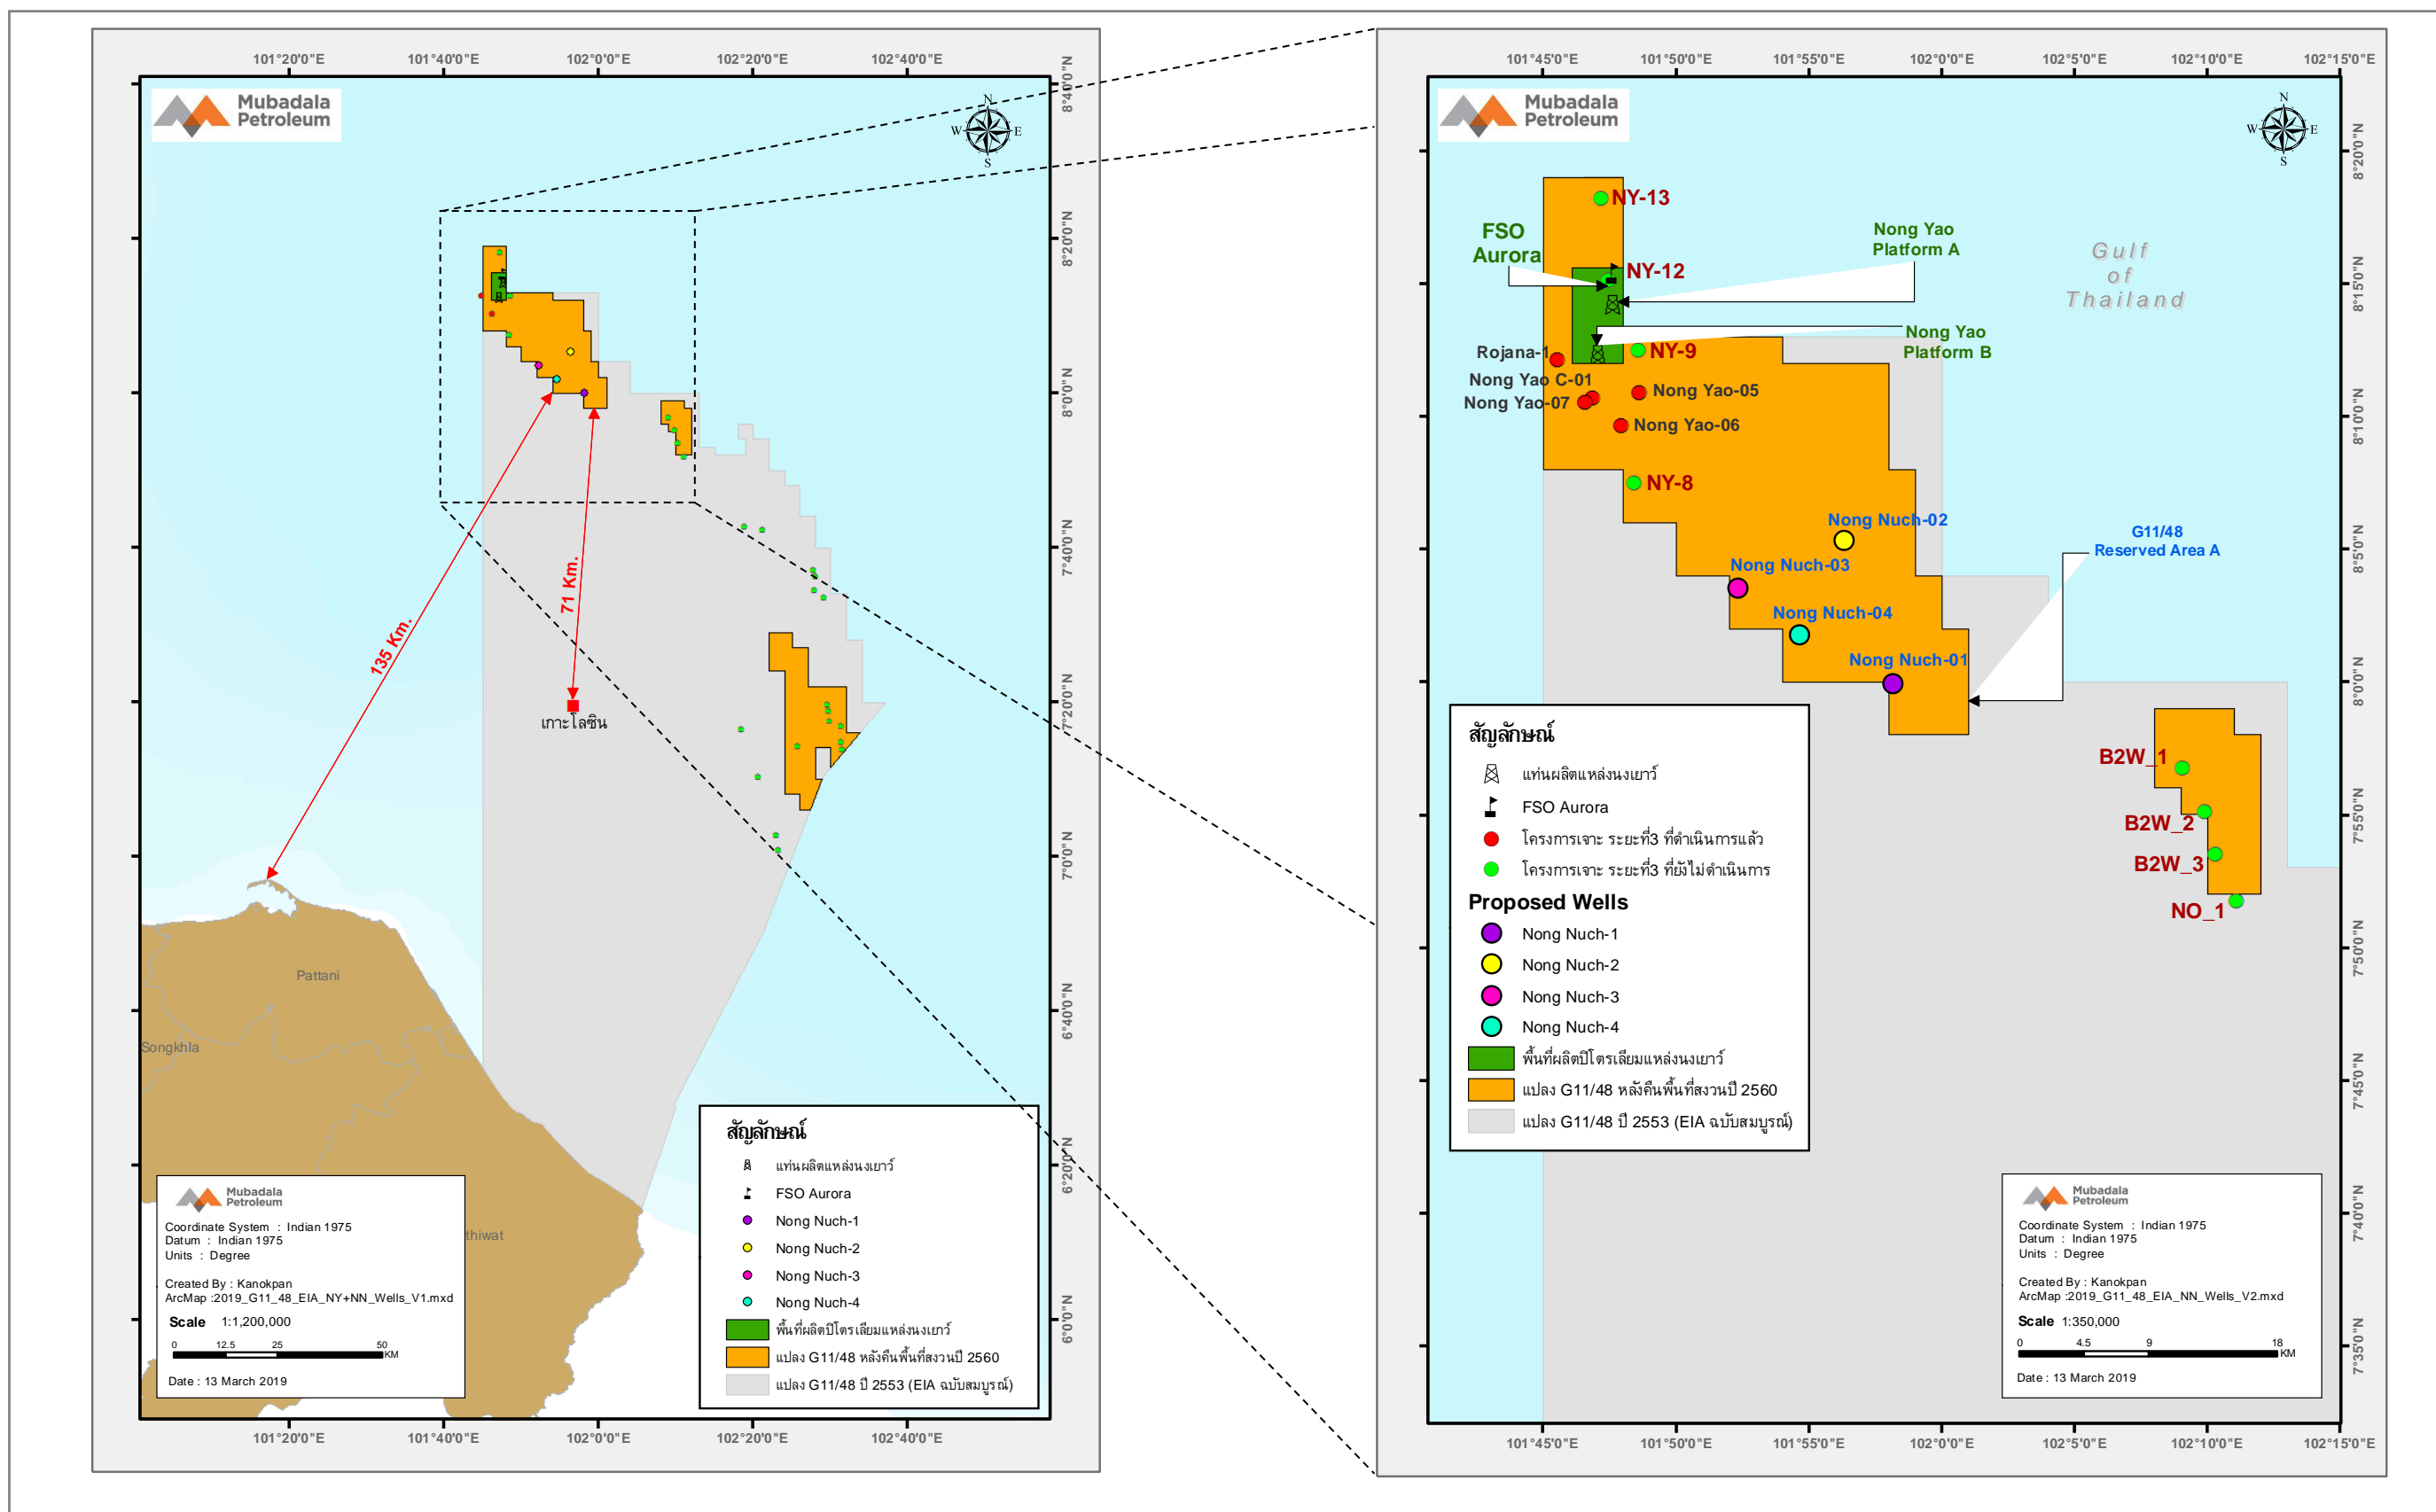 101°20'0"E
101°40'0"E
102°0'0"E
102°20'0"E
102°40'0"E
Mubadala
Petroleum
N
W
E
S
8°40'0"N
8°20'0"N
8°0'0"N
7°40'0"N
7°20'0"N
7°0'0"N
6°40'0"N
6°20'0"N
6°0'0"N
135 Km.
71 Km.
เกาะโลซิน
Pattani
Songkhla
thiwat
สัญลักษณ์
แท่นผลิตแหล่งนงเยาว์
FSO Aurora
Nong Nuch-1
Nong Nuch-2
Nong Nuch-3
Nong Nuch-4
พื้นที่ผลิตปิโตรเลียมแหล่งนงเยาว์
แปลง G11/48 หลังคืนพื้นที่สงวนปี 2560
แปลง G11/48 ปี 2553 (EIA ฉบับสมบูรณ์)
Mubadala
Petroleum
Coordinate System : Indian 1975
Datum : Indian 1975
Units : Degree
Created By : Kanokpan
ArcMap :2019_G11_48_EIA_NY+NN_Wells_V1.mxd
Scale 1:1,200,000
0 12.5 25 50
KM
Date : 13 March 2019
101°20'0"E
101°40'0"E
102°0'0"E
102°20'0"E
102°40'0"E
101°45'0"E
101°50'0"E
101°55'0"E
102°0'0"E
102°5'0"E
102°10'0"E
102°15'0"E
Mubadala
Petroleum
N
W
E
S
8°20'0"N
8°15'0"N
8°10'0"N
8°5'0"N
8°0'0"N
7°55'0"N
7°50'0"N
7°45'0"N
7°40'0"N
7°35'0"N
NY-13
FSO
Aurora
NY-12
Nong Yao
Platform A
Gulf
of
Thailand
Nong Yao
Platform B
Rojana-1
NY-9
Nong Yao C-01
Nong Yao-05
Nong Yao-07
Nong Yao-06
NY-8
Nong Nuch-02
G11/48
Reserved Area A
Nong Nuch-03
Nong Nuch-04
Nong Nuch-01
B2W_1
B2W_2
B2W_3
NO_1
สัญลักษณ์
แท่นผลิตแหล่งนงเยาว์
FSO Aurora
โครงการเจาะ ระยะที่3 ที่ดำเนินการแล้ว
โครงการเจาะ ระยะที่3 ที่ยังไม่ดำเนินการ
Proposed Wells
Nong Nuch-1
Nong Nuch-2
Nong Nuch-3
Nong Nuch-4
พื้นที่ผลิตปิโตรเลียมแหล่งนงเยาว์
แปลง G11/48 หลังคืนพื้นที่สงวนปี 2560
แปลง G11/48 ปี 2553 (EIA ฉบับสมบูรณ์)
Mubadala
Petroleum
Coordinate System : Indian 1975
Datum : Indian 1975
Units : Degree
Created By : Kanokpan
ArcMap :2019_G11_48_EIA_NN_Wells_V2.mxd
Scale 1:350,000
0 4.5 9 18
KM
Date : 13 March 2019
101°45'0"E
101°50'0"E
101°55'0"E
102°0'0"E
102°5'0"E
102°10'0"E
102°15'0"E